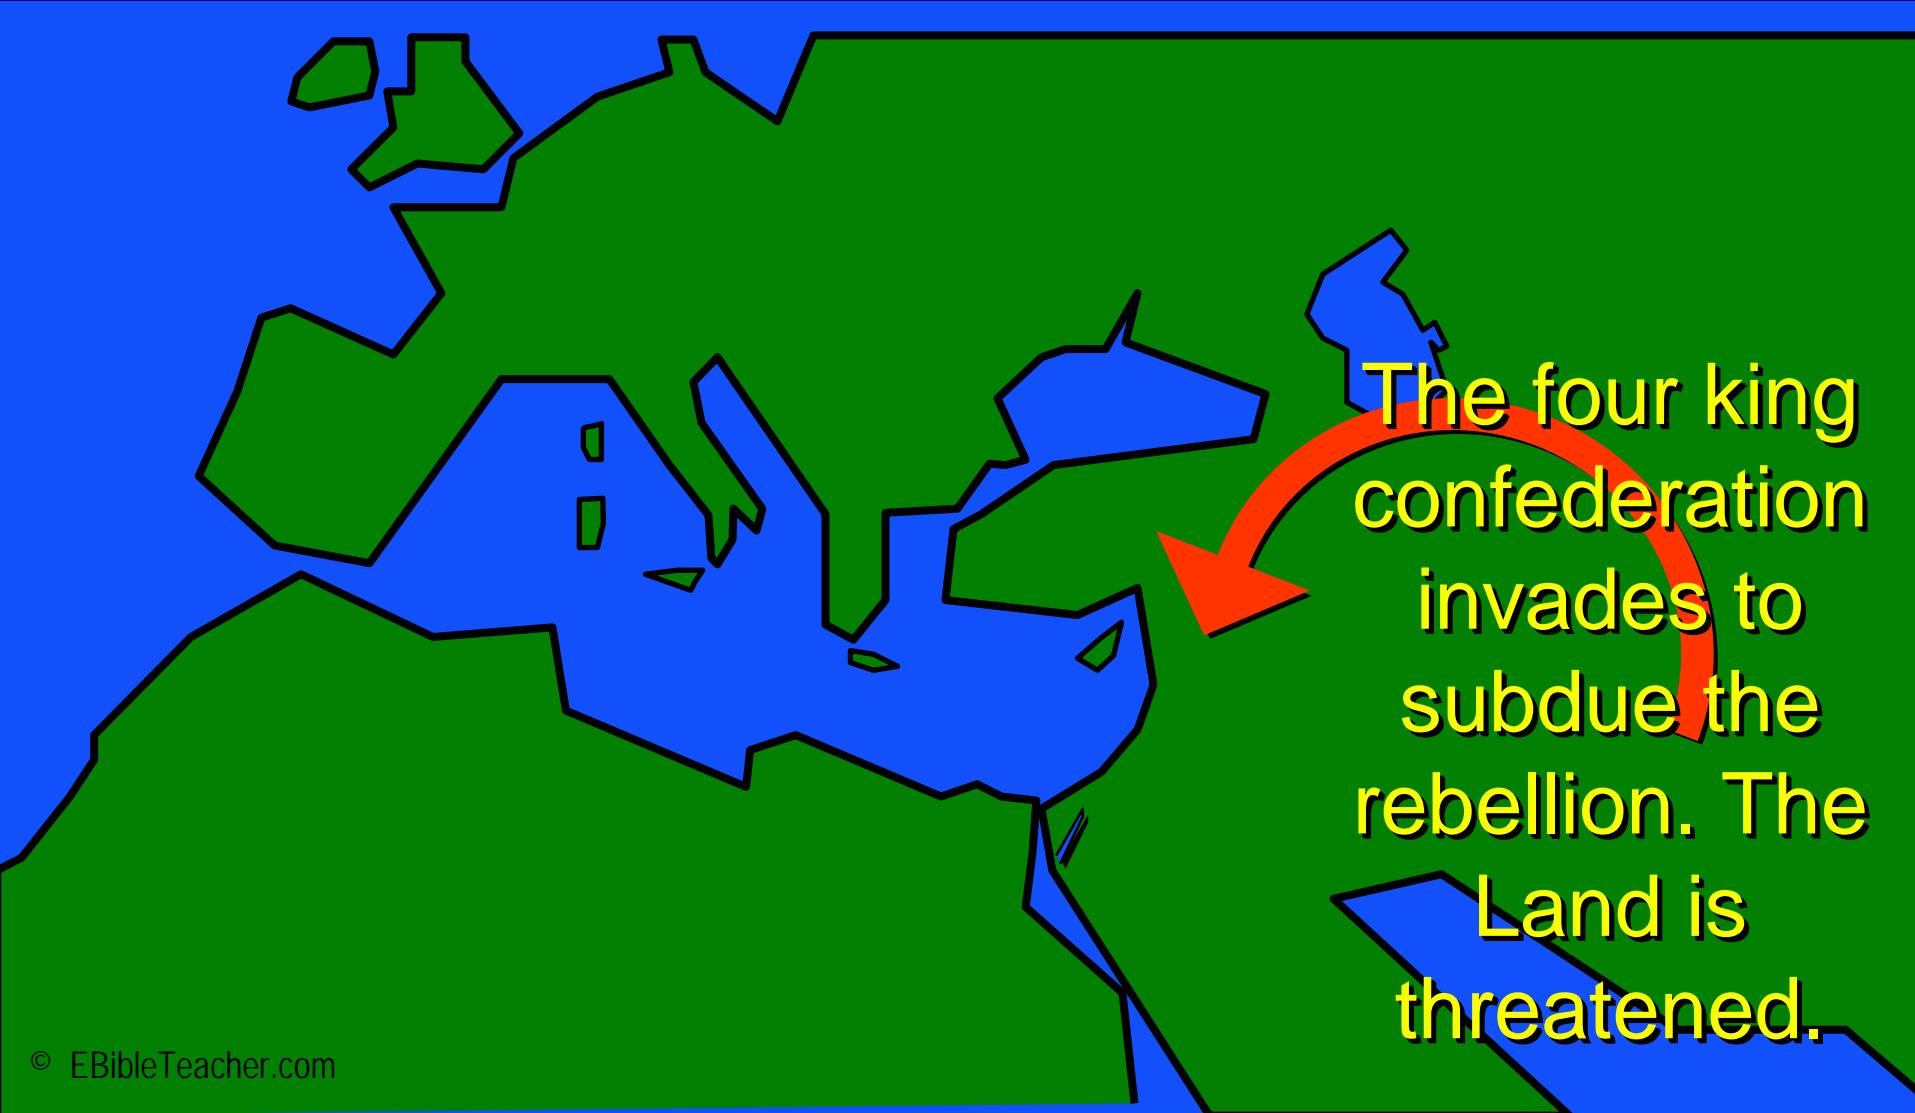 The four king
confederation
invades to
subdue the
rebellion. The
Land is
threatened.
© EBibleTeacher.com